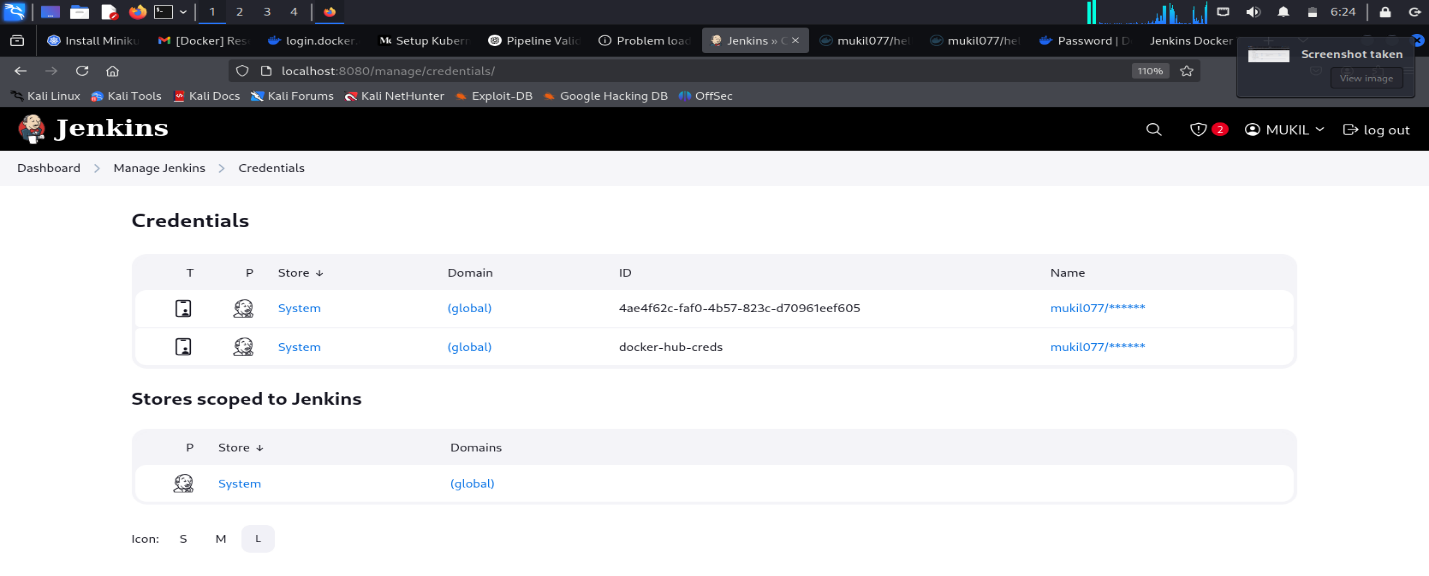 1 2 3 4 6:24
Install Miniku [Docker] Res login.docker. Setup Kubern Pipeline Valid Problem load Jenkins » C mukil077/hel mukil077/hel Password | D Jenkins Docker
Screenshot taken
localhost:8080/manage/credentials/ 110%
View image
Kali Linux Kali Tools Kali Docs Kali Forums Kali NetHunter Exploit-DB Google Hacking DB OffSec
Jenkins 2 MUKIL log out
Dashboard Manage Jenkins Credentials
Credentials
T P Store ↓ Domain ID Name
System (global) 4ae4f62c-faf0-4b57-823c-d70961eef605 mukil077/******
System (global) docker-hub-creds mukil077/******
Stores scoped to Jenkins
P Store ↓ Domains
System (global)
Icon: S M L